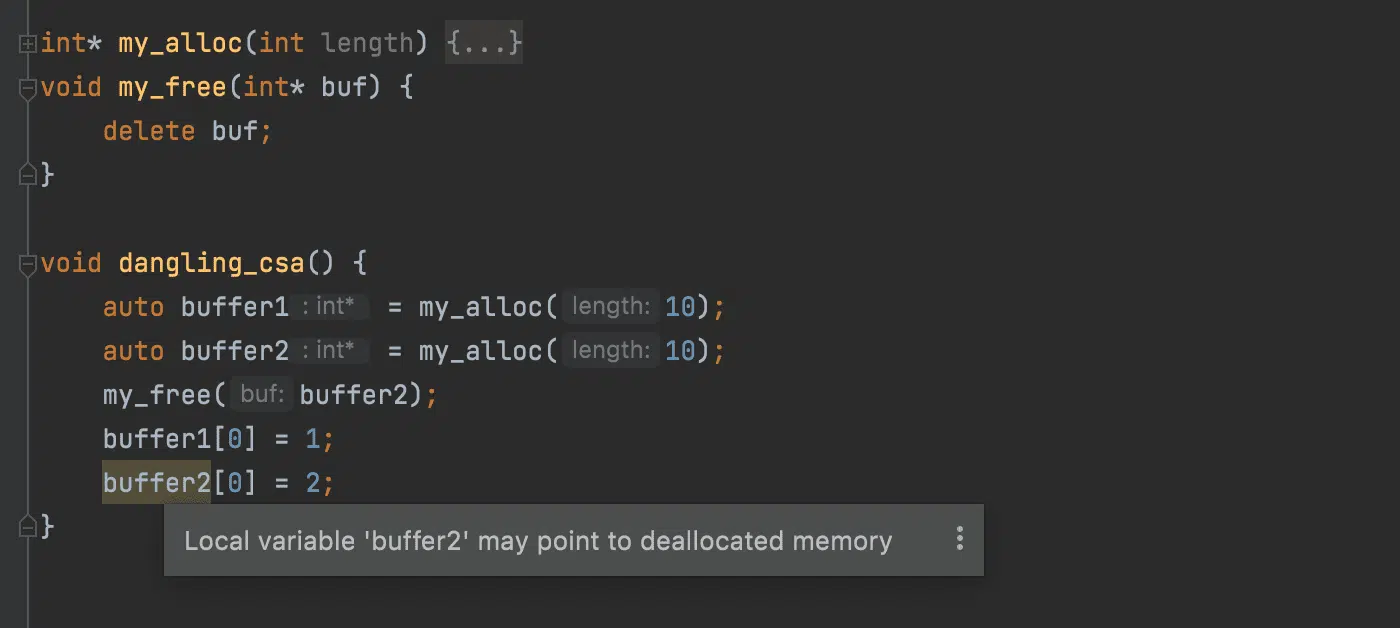 int* my_alloc(int length) {...}
void my_free(int* buf) {
    delete buf;
}
void dangling_csa() {
    auto buffer1 : int* = my_alloc( length: 10);
    auto buffer2 : int* = my_alloc( length: 10);
    my_free( buf: buffer2);
    buffer1[0] = 1;
    buffer2[0] = 2;
}
Local variable 'buffer2' may point to deallocated memory